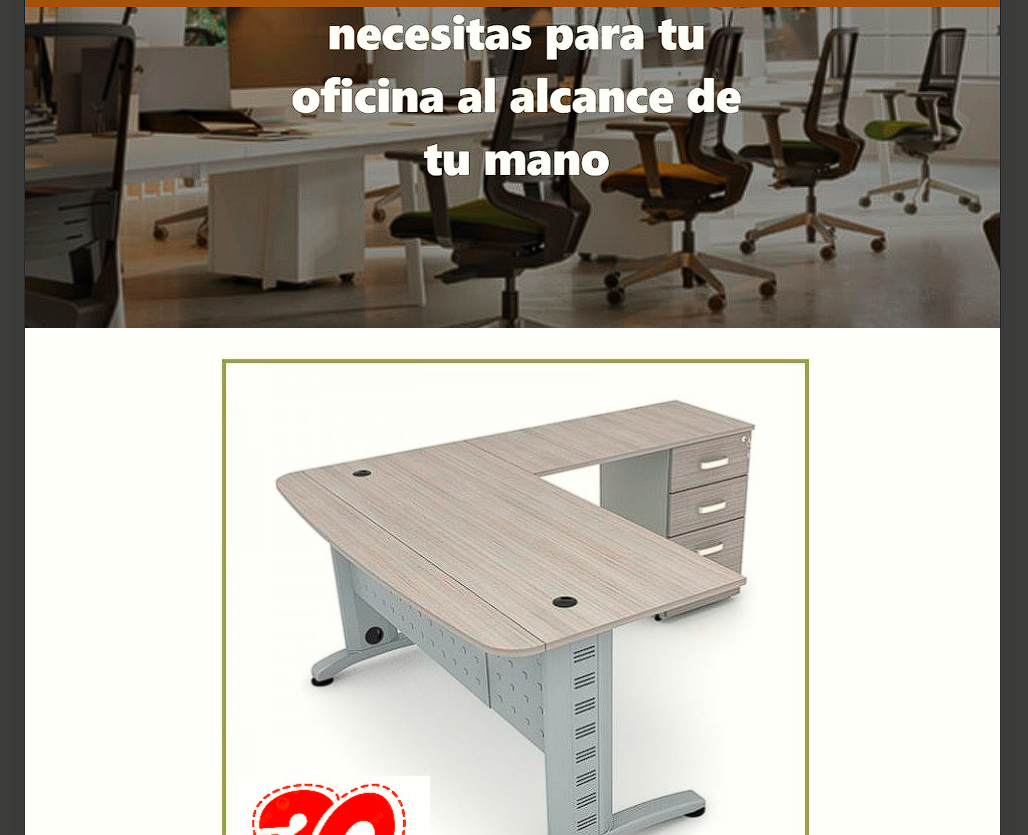 necesitas para tu
oficina al alcance de
tu mano